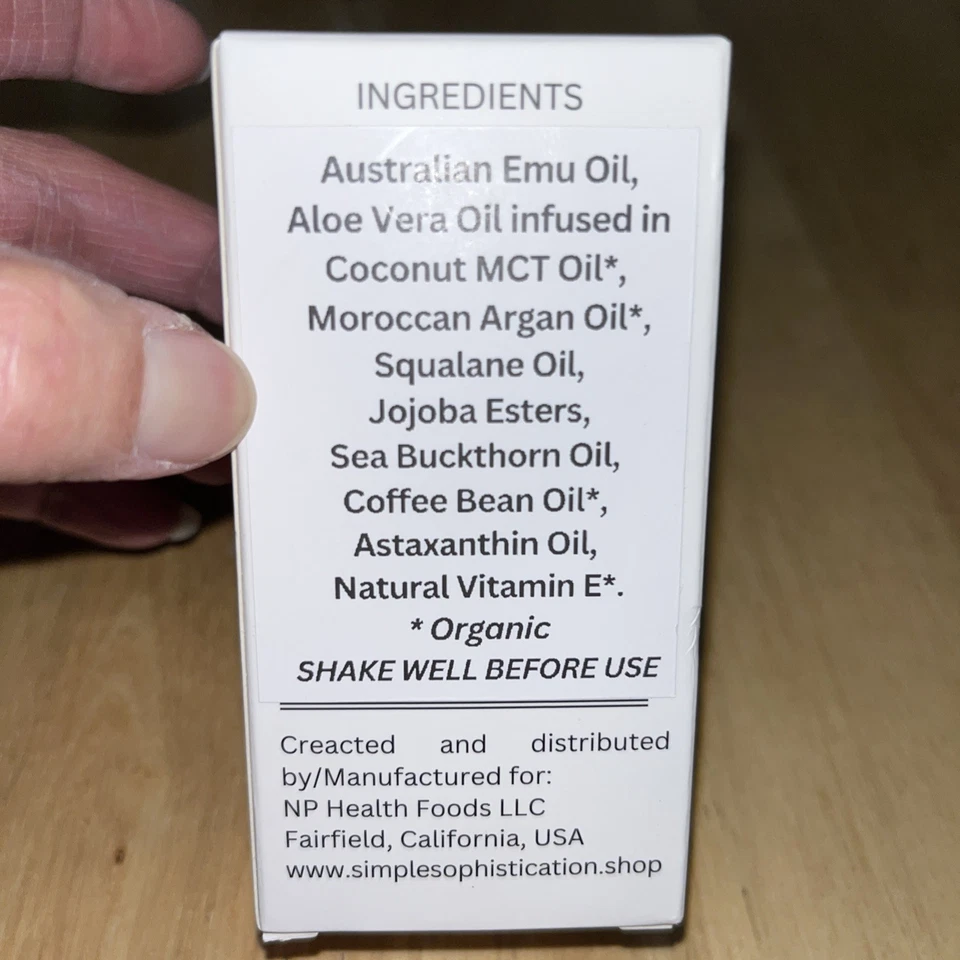 INGREDIENTS
Australian Emu Oil,
Aloe Vera Oil infused in
Coconut MCT Oil*,
Moroccan Argan Oil*,
Squalane Oil,
Jojoba Esters,
Sea Buckthorn Oil,
Coffee Bean Oil*,
Astaxanthin Oil,
Natural Vitamin E*.
* Organic
SHAKE WELL BEFORE USE
Creacted and distributed
by/Manufactured for:
NP Health Foods LLC
Fairfield, California, USA
www.simplesophistication.shop